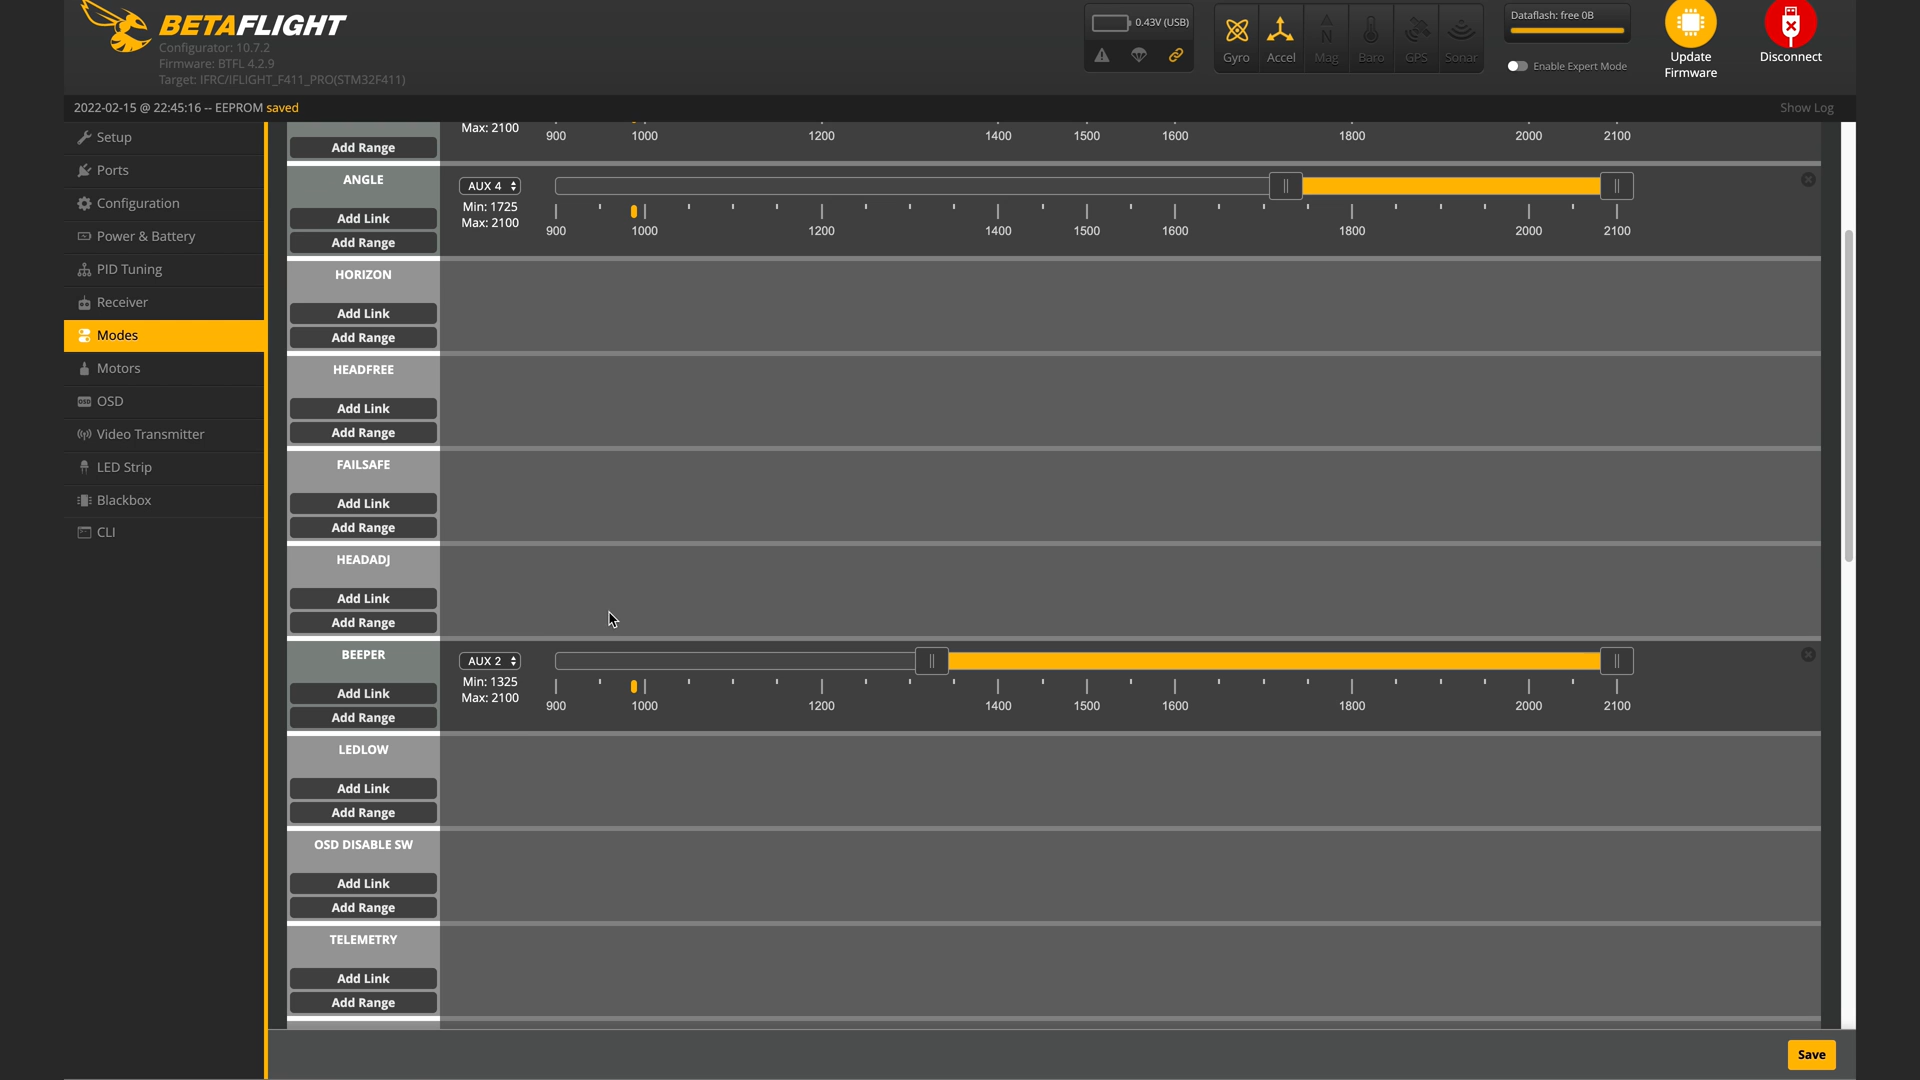 BETAFLIGHT
Configurator: 10.7.2
Firmware: BTFL 4.2.9
Target: IFRC/IFLIGHT_F411_PRO(STM32F411)
0.43V (USB)
Gyro
Accel
Mag
Baro
GPS
Sonar
Dataflash: free 0B
Enable Expert Mode
Update
Firmware
Disconnect
2022-02-15 @ 22:45:16 -- EEPROM saved
Show Log
Setup
Ports
Configuration
Power & Battery
PID Tuning
Receiver
Modes
Motors
OSD
Video Transmitter
LED Strip
Blackbox
CLI
Max: 2100
900 1000 1200 1400 1500 1600 1800 2000 2100
Add Range
ANGLE
Add Link
Add Range
AUX 4
Min: 1725
Max: 2100
900 1000 1200 1400 1500 1600 1800 2000 2100
HORIZON
Add Link
Add Range
HEADFREE
Add Link
Add Range
FAILSAFE
Add Link
Add Range
HEADADJ
Add Link
Add Range
BEEPER
Add Link
Add Range
AUX 2
Min: 1325
Max: 2100
900 1000 1200 1400 1500 1600 1800 2000 2100
LEDLOW
Add Link
Add Range
OSD DISABLE SW
Add Link
Add Range
TELEMETRY
Add Link
Add Range
Save